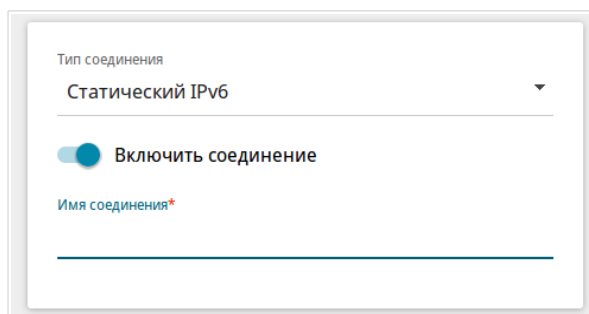 Тип соединения
Статический IPv6
Включить соединение
Имя соединения*